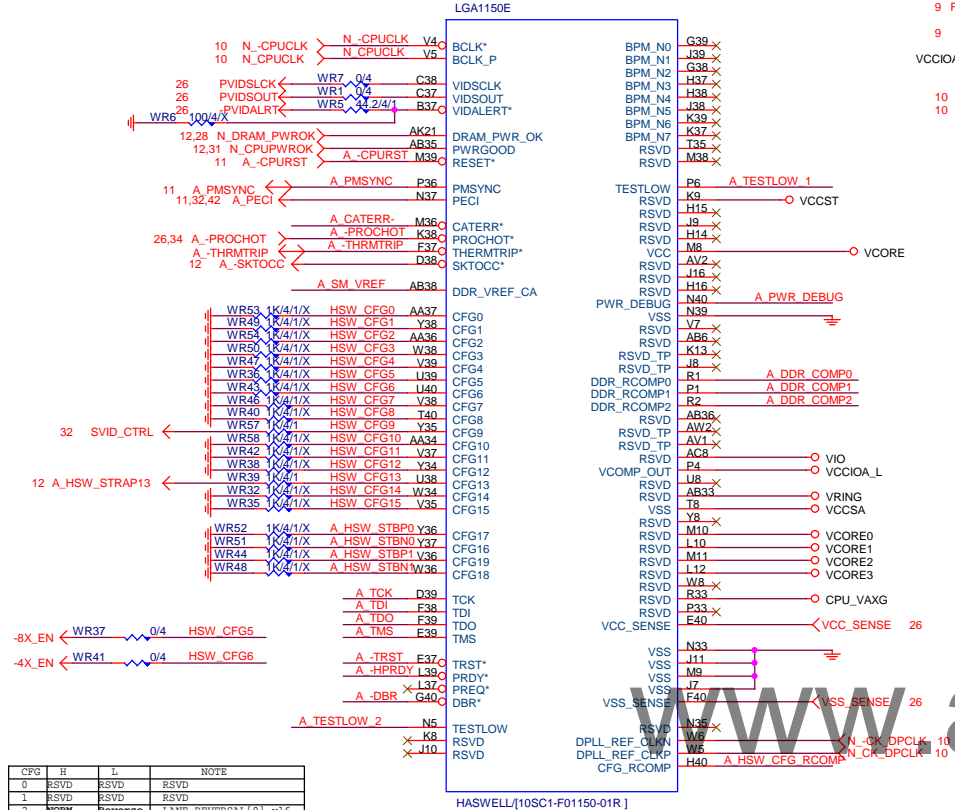 LGA1150E
9 F
10 N_-CPUCLK N_-CPUCLK V4 BCLK* BPM_N0 G39
9
10 N_CPUCLK N_CPUCLK V5 BCLK_P BPM_N1 J39
VCCIOA
BPM_N2 G38
26 PVIDSLCK WR7 0/4 C38 VIDSCLK BPM_N3 H37
26 PVIDSOUT WR1 0/4 C37 VIDSOUT BPM_N4 H38
10
26 -PVIDALRT WR5 44.2/4/1 B37 VIDALERT* BPM_N5 J38
10
WR6 100/4/X BPM_N6 K39
12,28 N_DRAM_PWROK AK21 DRAM_PWR_OK BPM_N7 K37
12,31 N_CPUPWROK AB35 PWRGOOD RSVD T35
11 A_-CPURST A_-CPURST M39 RESET* RSVD M38
11 A_PMSYNC A_PMSYNC P36 PMSYNC TESTLOW P6 A_TESTLOW_1
11,32,42 A_PECI N37 PECI RSVD K9 VCCST
RSVD H15
A_CATERR- M36 CATERR* RSVD J9
26,34 A_-PROCHOT A_-PROCHOT K38 PROCHOT* RSVD H14
A_-THRMTRIP A_-THRMTRIP F37 THERMTRIP* VCC M8 VCORE
12 A_-SKTOCC D38 SKTOCC* RSVD AV2
RSVD J16
A_SM_VREF AB38 DDR_VREF_CA RSVD H16
PWR_DEBUG N40 A_PWR_DEBUG
WR53 1K/4/1/X HSW_CFG0 AA37 CFG0 VSS N39
WR49 1K/4/1/X HSW_CFG1 Y38 CFG1 RSVD V7
WR54 1K/4/1/X HSW_CFG2 AA36 CFG2 RSVD AB6
WR50 1K/4/1/X HSW_CFG3 W38 CFG3 RSVD_TP K13
WR47 1K/4/1/X HSW_CFG4 V39 CFG4 RSVD_TP J8
WR36 1K/4/1/X HSW_CFG5 U39 CFG5 DDR_RCOMP0 R1 A_DDR_COMP0
WR43 1K/4/1/X HSW_CFG6 U40 CFG6 DDR_RCOMP1 P1 A_DDR_COMP1
WR46 1K/4/1/X HSW_CFG7 V38 CFG7 DDR_RCOMP2 R2 A_DDR_COMP2
WR40 1K/4/1/X HSW_CFG8 T40 CFG8 RSVD AB36
32 SVID_CTRL WR57 1K/4/1 HSW_CFG9 Y35 CFG9 RSVD_TP AW2
WR58 1K/4/1/X HSW_CFG10 AA34 CFG10 RSVD_TP AV1
WR42 1K/4/1/X HSW_CFG11 V37 CFG11 RSVD AC8 VIO
WR38 1K/4/1/X HSW_CFG12 Y34 CFG12 VCOMP_OUT P4 VCCIOA_L
12 A_HSW_STRAP13 WR39 1K/4/1 HSW_CFG13 U38 CFG13 RSVD U8
WR32 1K/4/1/X HSW_CFG14 W34 CFG14 RSVD AB33 VRING
WR35 1K/4/1/X HSW_CFG15 V35 CFG15 VSS T8 VCCSA
RSVD Y8
WR52 1K/4/1/X A_HSW_STBP0 Y36 CFG17 RSVD M10 VCORE0
WR51 1K/4/1/X A_HSW_STBN0 Y37 CFG16 RSVD L10 VCORE1
WR44 1K/4/1/X A_HSW_STBP1 V36 CFG19 RSVD M11 VCORE2
WR48 1K/4/1/X A_HSW_STBN1 W36 CFG18 RSVD L12 VCORE3
RSVD W8
A_TCK D39 TCK RSVD R33 CPU_VAXG
A_TDI F38 TDI RSVD P33
A_TDO F39 TDO VCC_SENSE E40 VCC_SENSE 26
-8X_EN WR37 0/4 HSW_CFG5 A_TMS E39 TMS
VSS N33
-4X_EN WR41 0/4 HSW_CFG6 A_-TRST E37 TRST* VSS J11
A_-HPRDY L39 PRDY* VSS M9
L37 PREQ* VSS J7
A_-DBR G40 DBR* VSS_SENSE F40 VSS_SENSE 26
A_TESTLOW_2 N5 TESTLOW RSVD N35
K8 RSVD DPLL_REF_CLKN W6 N_-CK_DPCLK 10
J10 RSVD DPLL_REF_CLKP W5 N_CK_DPCLK 10
CFG_RCOMP H40 A_HSW_CFG_RCOMP
www.a
CFG H L NOTE
0 RSVD RSVD RSVD
1 RSVD RSVD RSVD
2 NORM Reverse LANE REVERSAL[0] x16
HASWELL/[10SC1-F01150-01R ]